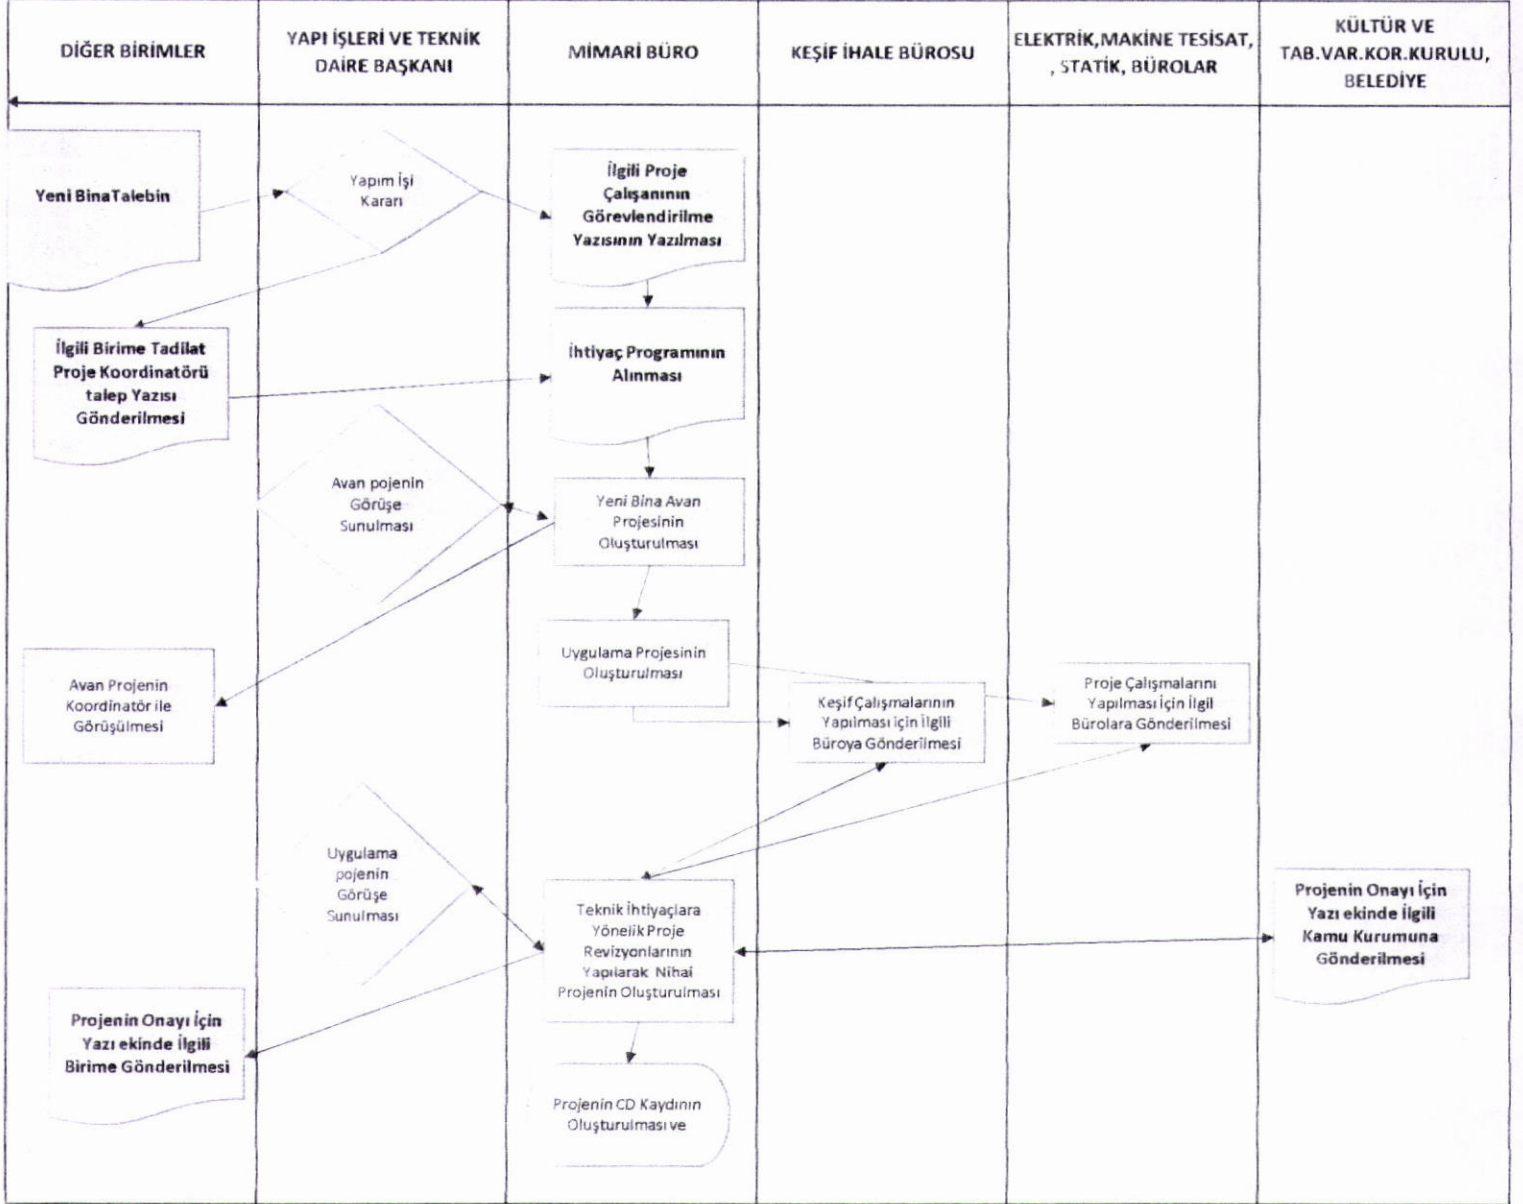 DİĞER BİRİMLER
YAPI İŞLERİ VE TEKNİK
DAİRE BAŞKANI
MİMARİ BÜRO
KEŞİF İHALE BÜROSU
ELEKTRİK,MAKİNE TESİSAT,
, STATİK, BÜROLAR
KÜLTÜR VE
TAB.VAR.KOR.KURULU,
BELEDİYE
Yeni BinaTalebin
Yapım İşi
Kararı
İlgili Proje
Çalışanının
Görevlendirilme
Yazısının Yazılması
İlgili Birime Tadilat
Proje Koordinatörü
talep Yazısı
Gönderilmesi
İhtiyaç Programının
Alınması
Avan pojenin
Görüşe
Sunulması
Yeni Bina Avan
Projesinin
Oluşturulması
Uygulama Projesinin
Oluşturulması
Avan Projenin
Koordinatör ile
Görüşülmesi
Keşif Çalışmalarının
Yapılması için İlgili
Büroya Gönderilmesi
Proje Çalışmalarını
Yapılması İçin İlgil
Bürolara Gönderilmesi
Uygulama
pojenin
Görüşe
Sunulması
Teknik İhtiyaçlara
Yönelik Proje
Revizyonlarının
Yapılarak Nihai
Projenin Oluşturulması
Projenin Onayı İçin
Yazı ekinde İlgili
Kamu Kurumuna
Gönderilmesi
Projenin Onayı İçin
Yazı ekinde İlgili
Birime Gönderilmesi
Projenin CD Kaydının
Oluşturulması ve